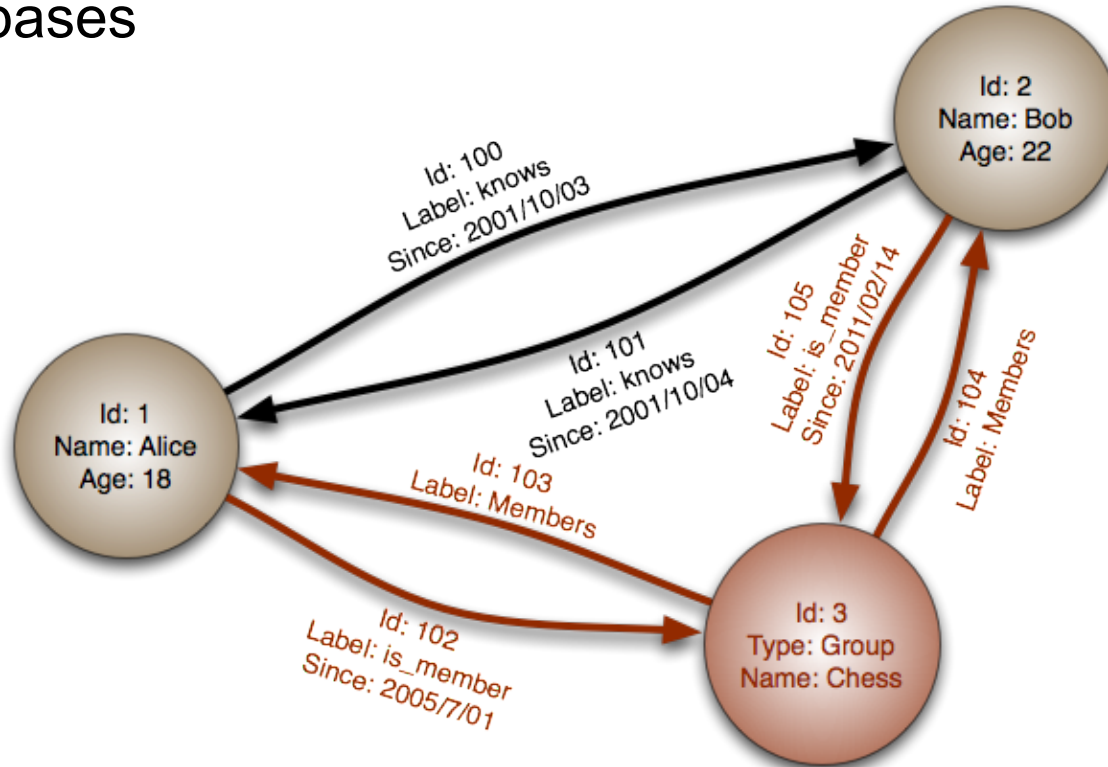 bases
Id: 2
Name: Bob
Age: 22
Id: 100
Label: knows
Since: 2001/10/03
Id: 101
Label: knows
Since: 2001/10/04
Id: 105
Label: is_member
Since: 2011/02/14
Id: 104
Label: Members
Id: 1
Name: Alice
Age: 18
Id: 103
Label: Members
Id: 102
Label: is_member
Since: 2005/7/01
Id: 3
Type: Group
Name: Chess